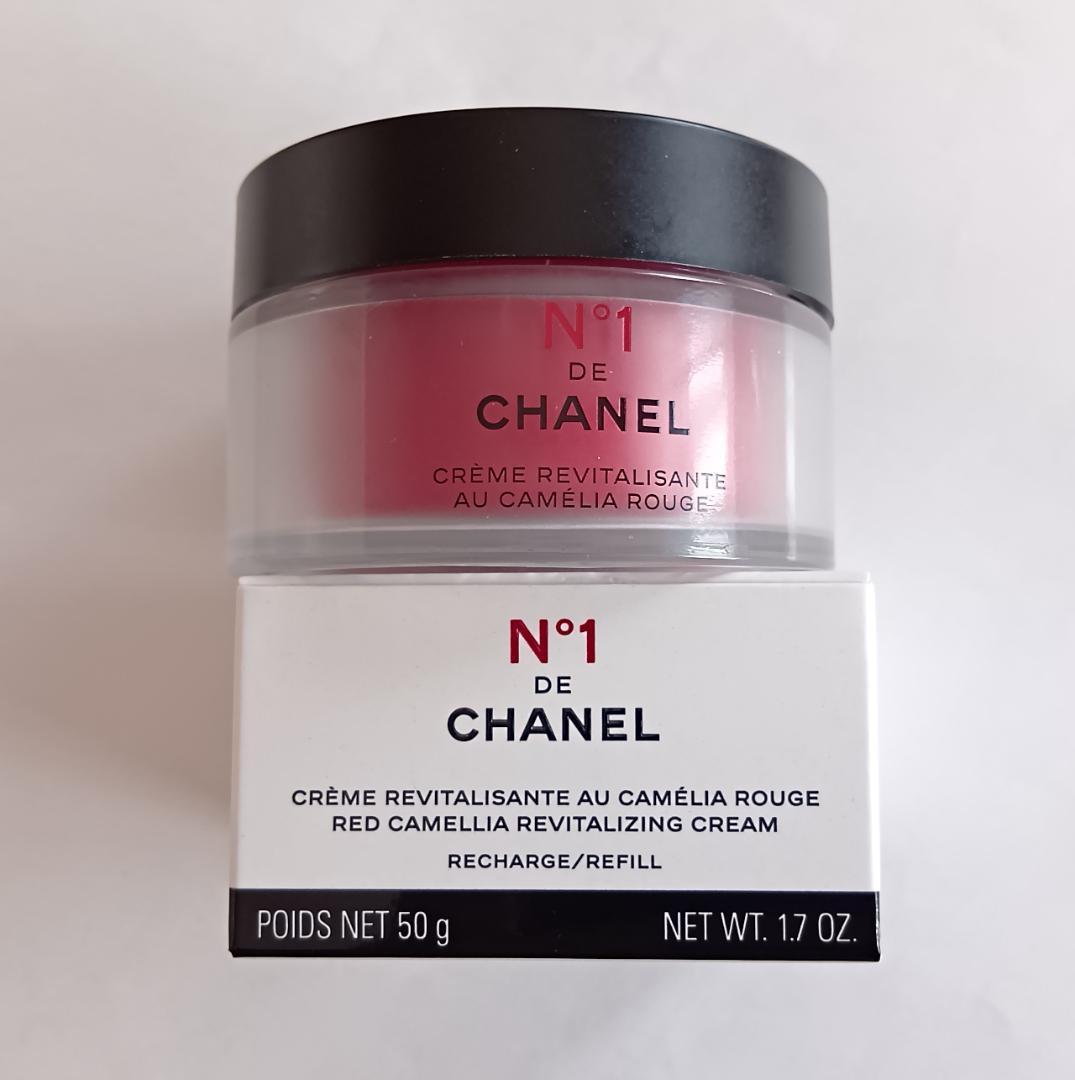 N°1
DE
CHANEL
CRÈME REVITALISANTE
AU CAMÉLIA ROUGE
N°1
DE
CHANEL
CRÈME REVITALISANTE AU CAMÉLIA ROUGE
RED CAMELLIA REVITALIZING CREAM
RECHARGE/REFILL
POIDS NET 50 g NET WT. 1.7 OZ.